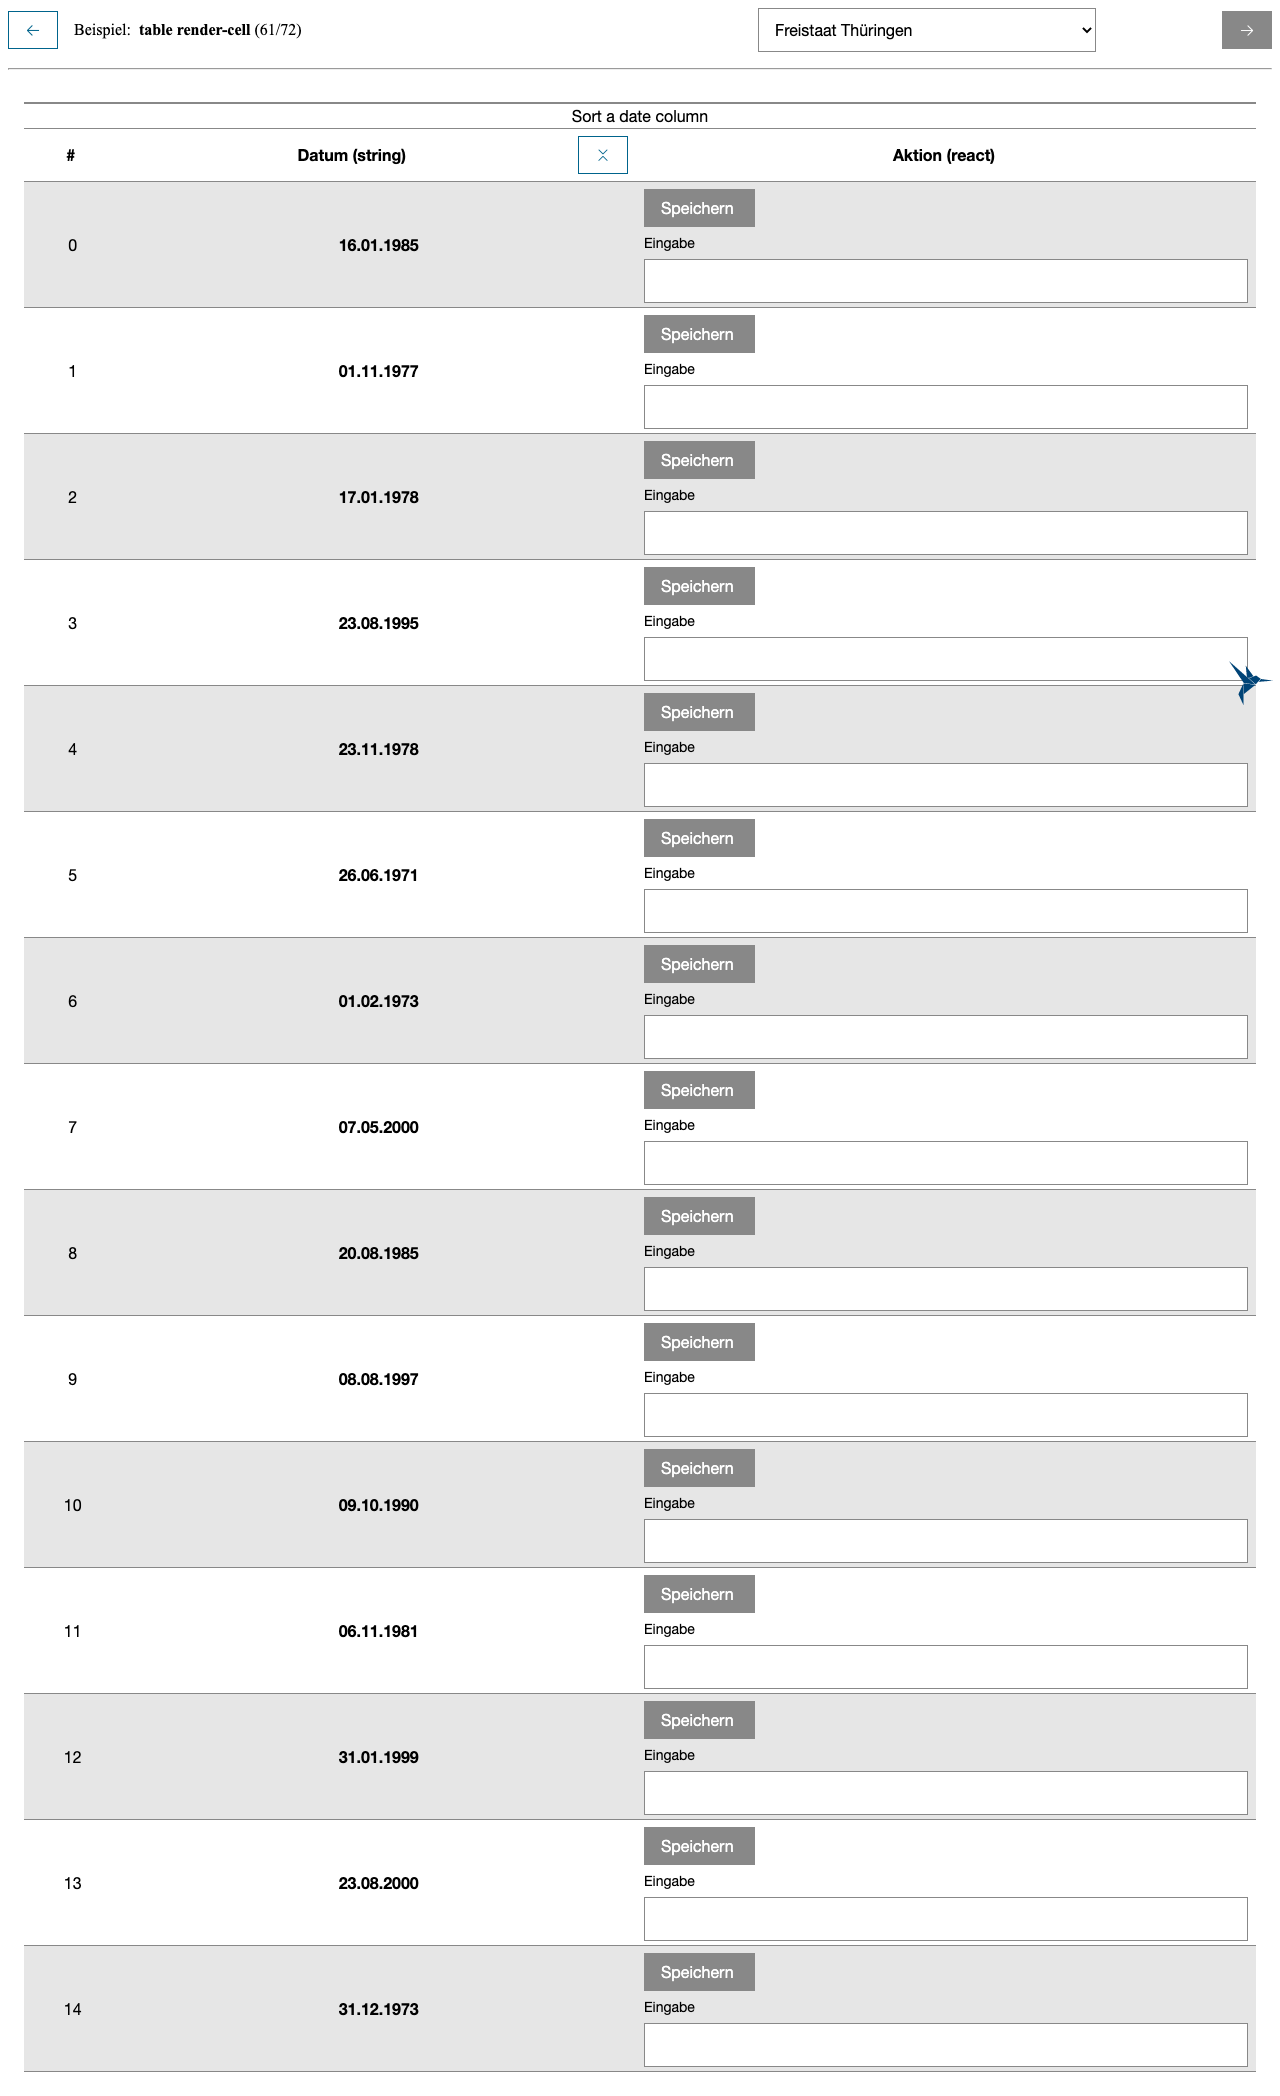 Beispiel: table render-cell (61/72)
Freistaat Thüringen
Sort a date column
# Datum (string) Aktion (react)
Speichern
0 16.01.1985 Eingabe
Speichern
1 01.11.1977 Eingabe
Speichern
2 17.01.1978 Eingabe
Speichern
3 23.08.1995 Eingabe
Speichern
4 23.11.1978 Eingabe
Speichern
5 26.06.1971 Eingabe
Speichern
6 01.02.1973 Eingabe
Speichern
7 07.05.2000 Eingabe
Speichern
8 20.08.1985 Eingabe
Speichern
9 08.08.1997 Eingabe
Speichern
10 09.10.1990 Eingabe
Speichern
11 06.11.1981 Eingabe
Speichern
12 31.01.1999 Eingabe
Speichern
13 23.08.2000 Eingabe
Speichern
14 31.12.1973 Eingabe